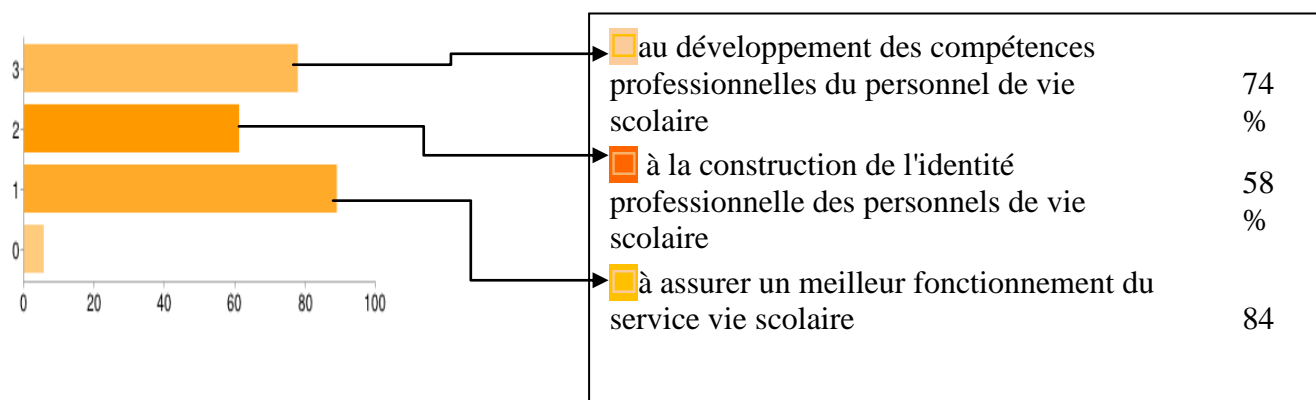 3
2
1
0
0 20 40 60 80 100
au développement des compétences
professionnelles du personnel de vie
scolaire
74
%
à la construction de l'identité
professionnelle des personnels de vie
scolaire
58
%
à assurer un meilleur fonctionnement du
service vie scolaire
84